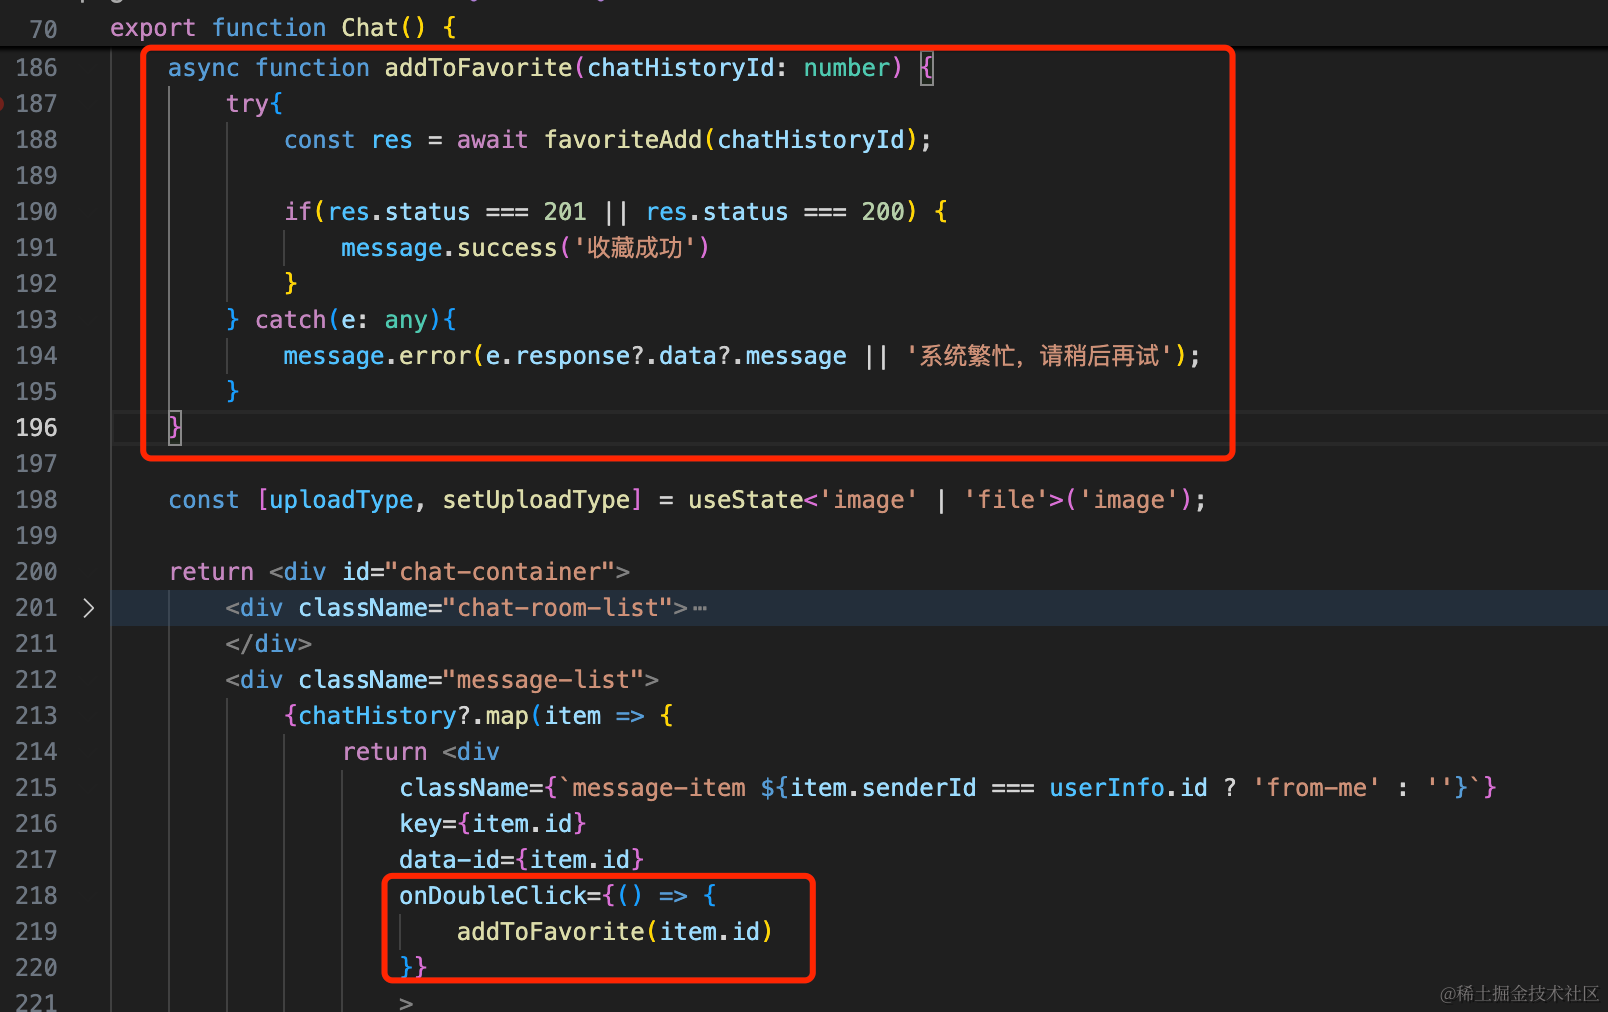 70 export function Chat() {
186 async function addToFavorite(chatHistoryId: number) {
187 try{
188 const res = await favoriteAdd(chatHistoryId);
189
190 if(res.status === 201 || res.status === 200) {
191 message.success('收藏成功')
192 }
193 } catch(e: any){
194 message.error(e.response?.data?.message || '系统繁忙，请稍后再试');
195 }
196 }
197
198 const [uploadType, setUploadType] = useState<'image' | 'file'>('image');
199
200 return <div id="chat-container">
201 <div className="chat-room-list">⋯
211 </div>
212 <div className="message-list">
213 {chatHistory?.map(item => {
214 return <div
215 className={`message-item ${item.senderId === userInfo.id ? 'from-me' : ''}`}
216 key={item.id}
217 data-id={item.id}
218 onDoubleClick={() => {
219 addToFavorite(item.id)
220 }}
221 >
@稀土掘金技术社区